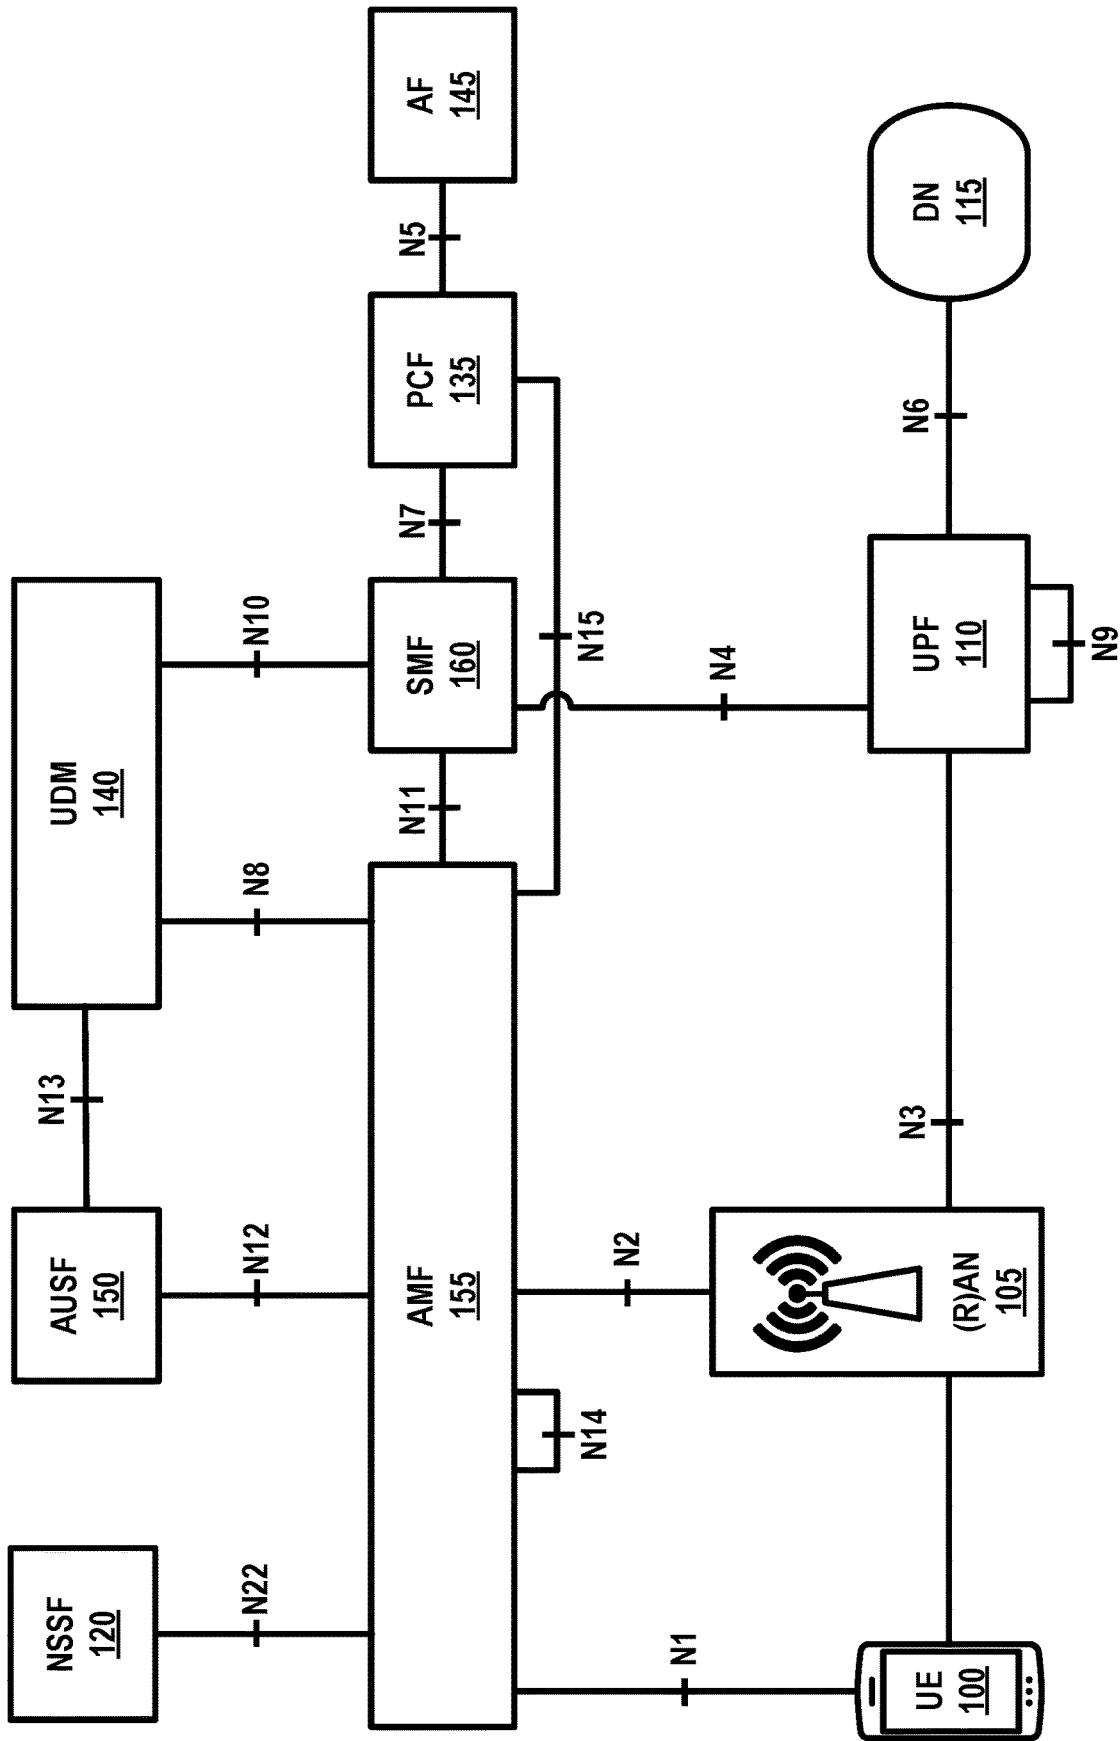 NSSF
120
AUSF
150
N13
UDM
140
N22
N12
N8
N10
AMF
155
N11
SMF
160
N7
PCF
135
N5
AF
145
N14
N15
N1
N2
N4
UE
100
(R)AN
105
N3
UPF
110
N6
DN
115
N9